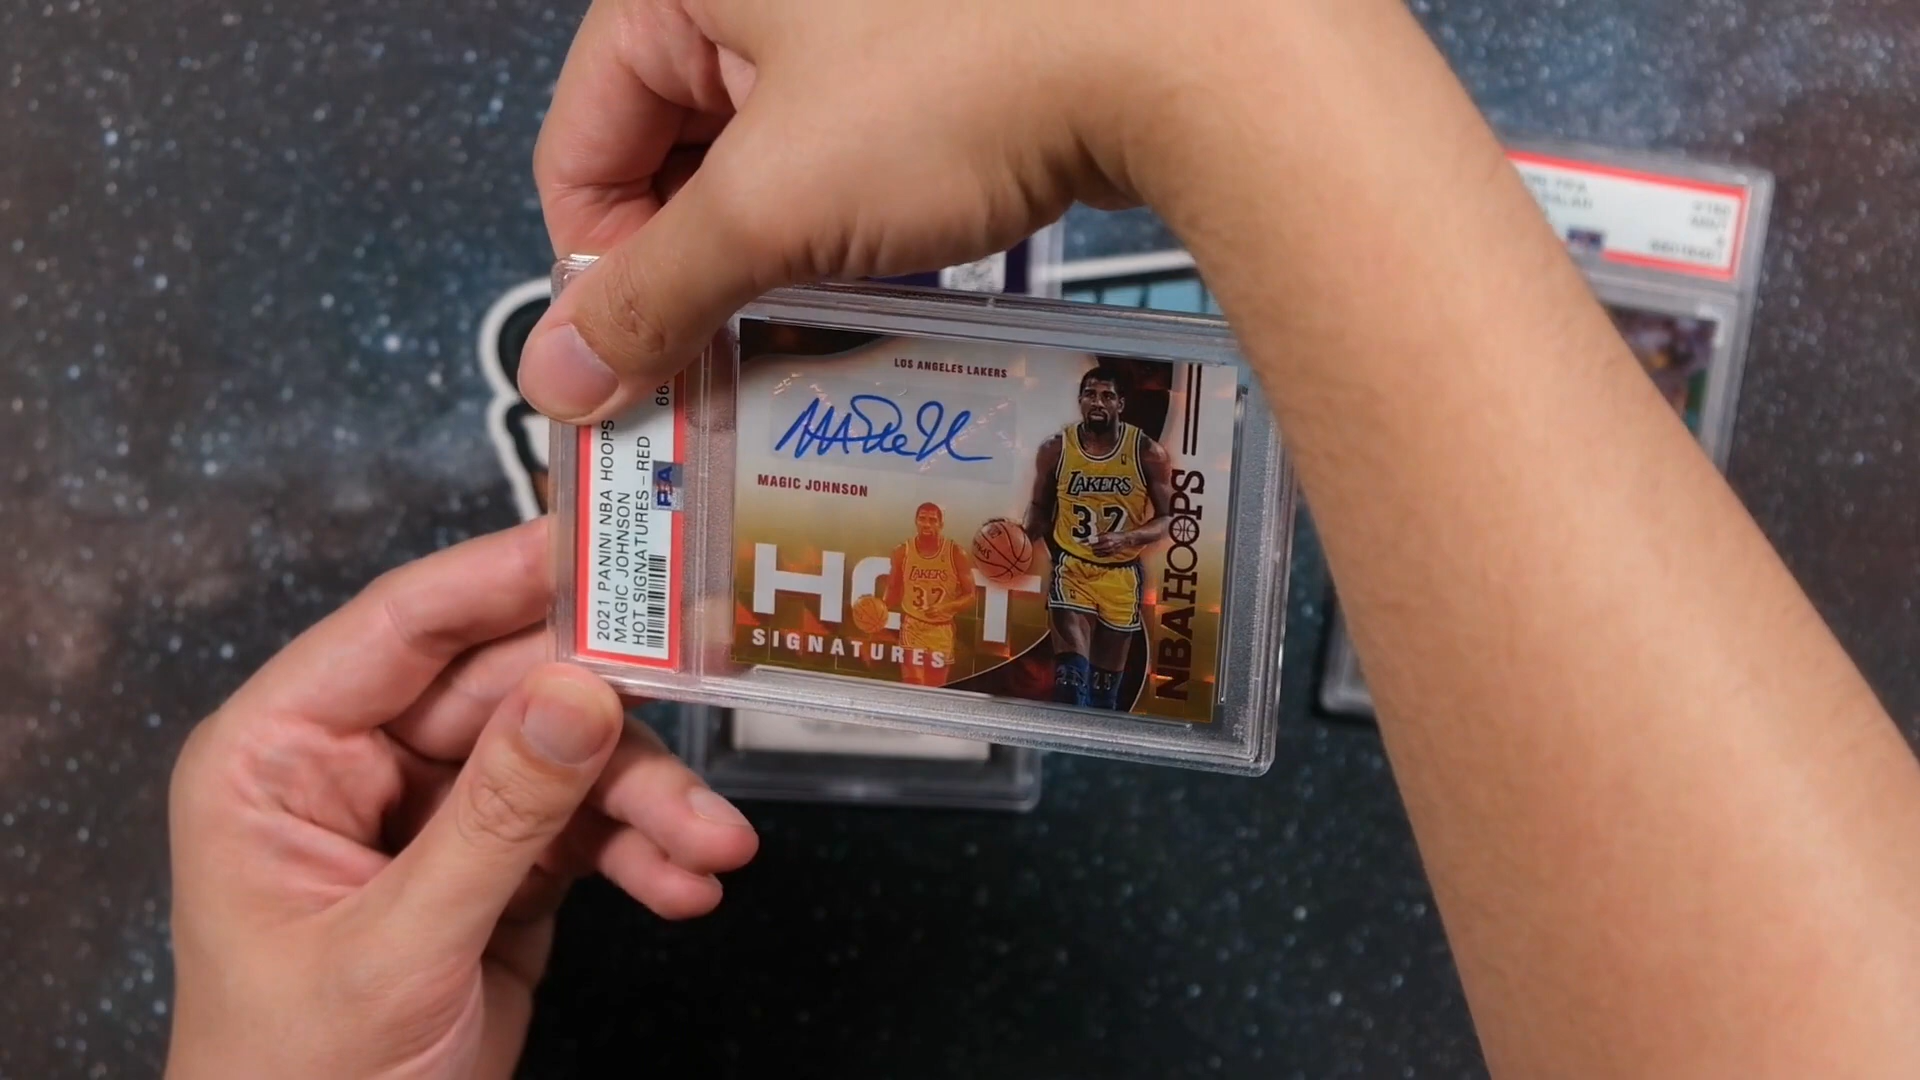 2021 PANINI NBA HOOPS
MAGIC JOHNSON
HOT SIGNATURES - RED
PSA
LOS ANGELES LAKERS
MAGIC JOHNSON
HOT
SIGNATURES
LAKERS
32
LAKERS
32
NBA HOOPS